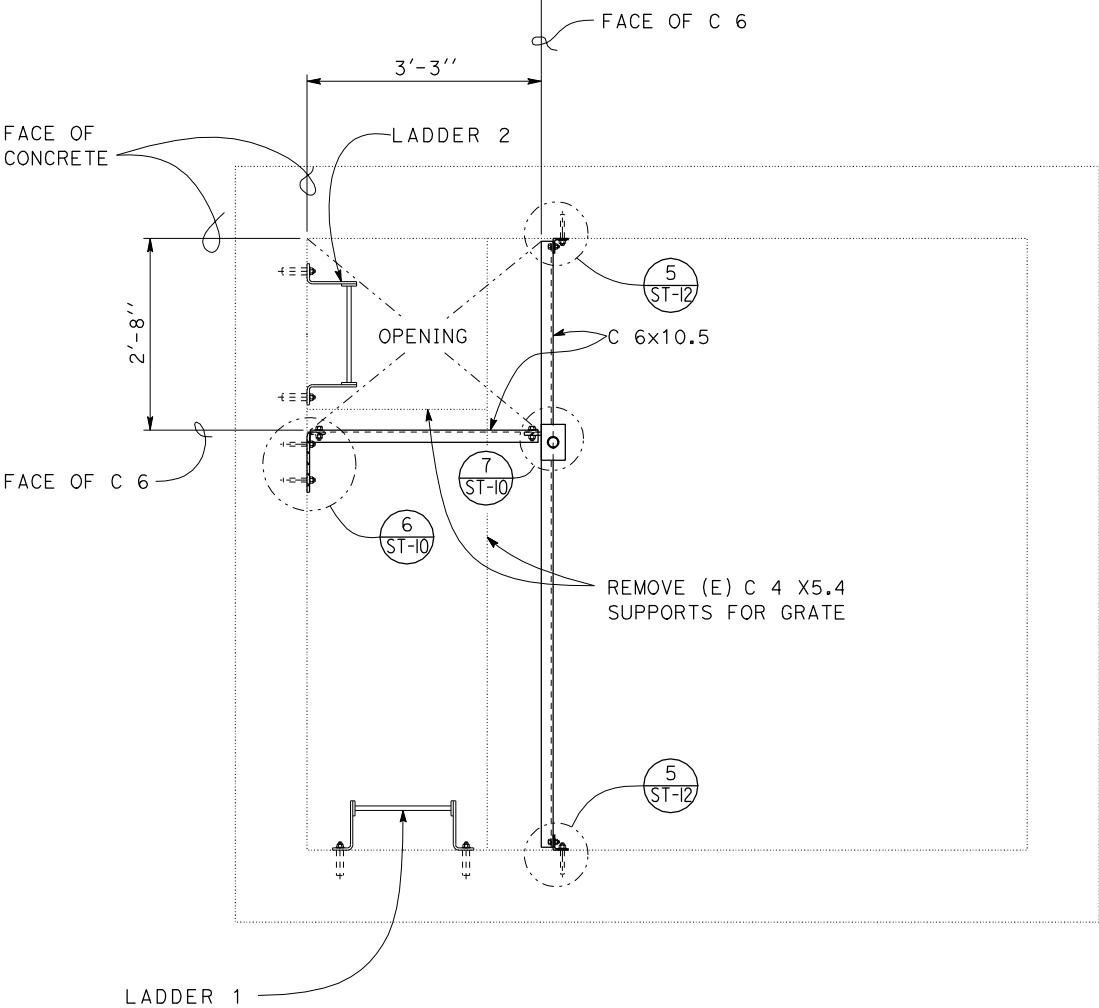 FACE OF C 6
3'-3''
FACE OF
CONCRETE
LADDER 2
5
ST-12
2'-8''
OPENING
C 6x10.5
7
ST-10
FACE OF C 6
6
ST-10
REMOVE (E) C 4 X5.4
SUPPORTS FOR GRATE
5
ST-12
LADDER 1